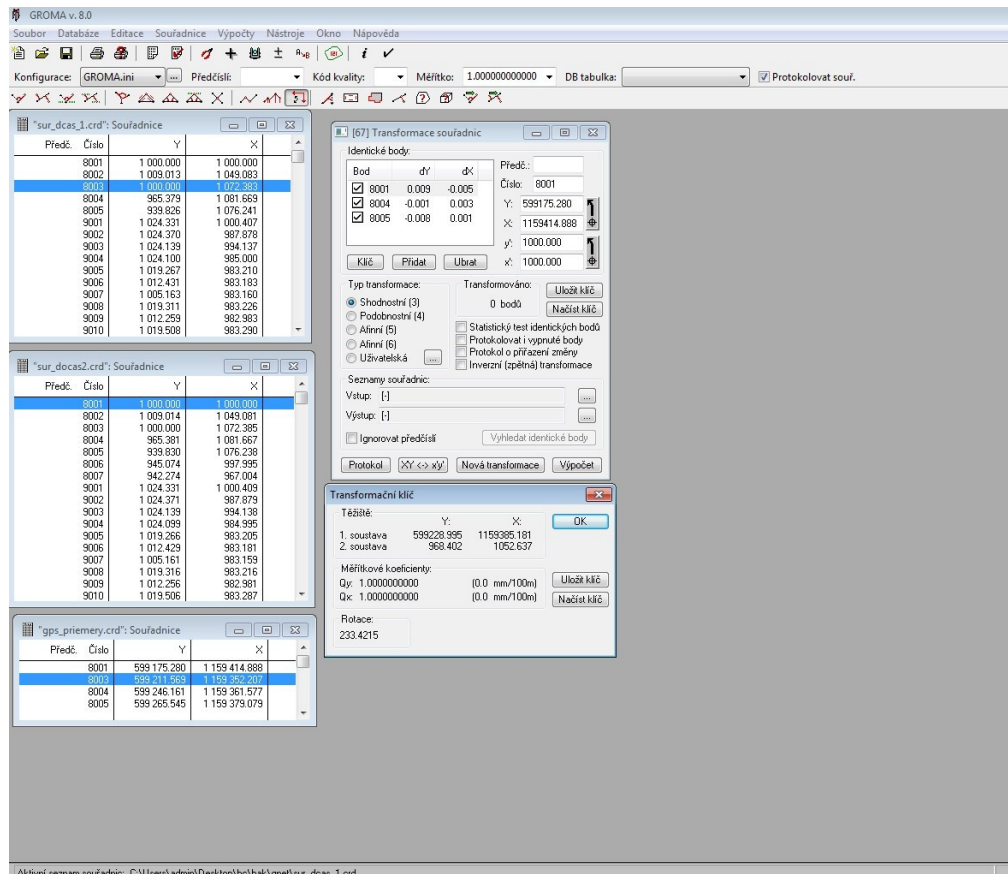 GROMA v. 8.0
Soubor Databáze Editace Souřadnice Výpočty Nástroje Okno Nápověda
Konfigurace: GROMA.ini ... Předčíslí: Kód kvality: Měřítko: 1.000000000000 DB tabulka: Protokolovat souř.
"sur_dcas_1.crd": Souřadnice
Předč. Číslo Y X
8001 1 000.000 1 000.000
8002 1 009.013 1 049.083
8003 1 000.000 1 072.383
8004 965.379 1 081.669
8005 939.826 1 076.241
9001 1 024.331 1 000.407
9002 1 024.370 987.878
9003 1 024.139 994.137
9004 1 024.100 985.000
9005 1 019.267 983.210
9006 1 012.431 983.183
9007 1 005.163 983.160
9008 1 019.311 983.226
9009 1 012.259 982.983
9010 1 019.508 983.290
"sur_docas2.crd": Souřadnice
Předč. Číslo Y X
8001 1 000.000 1 000.000
8002 1 009.014 1 049.081
8003 1 000.000 1 072.385
8004 965.381 1 081.667
8005 939.830 1 076.238
8006 945.074 997.995
8007 942.274 967.004
9001 1 024.331 1 000.409
9002 1 024.371 987.879
9003 1 024.139 994.138
9004 1 024.099 984.995
9005 1 019.266 983.205
9006 1 012.429 983.181
9007 1 005.161 983.159
9008 1 019.316 983.216
9009 1 012.256 982.981
9010 1 019.506 983.287
"gps_priemery.crd": Souřadnice
Předč. Číslo Y X
8001 599 175.280 1 159 414.888
8003 599 211.569 1 159 352.207
8004 599 246.161 1 159 361.577
8005 599 265.545 1 159 379.079
[67] Transformace souřadnic
Identické body:
Bod dY dX
8001 0.009 -0.005
8004 -0.001 0.003
8005 -0.008 0.001
Předč.:
Číslo: 8001
Y: 599175.280
X: 1159414.888
y': 1000.000
x': 1000.000
Klíč Přidat Ubrat
Typ transformace:
Shodnostní (3)
Podobnostní (4)
Afinní (5)
Afinní (6)
Uživatelská ...
Transformováno:
0 bodů
Uložit klíč
Načíst klíč
Statistický test identických bodů
Protokolovat i vypnuté body
Protokol o přiřazení změny
Inverzní (zpětná) transformace
Seznamy souřadnic:
Vstup: [-] ...
Výstup: [-] ...
Ignorovat předčíslí Vyhledat identické body
Protokol XY <-> xy' Nová transformace Výpočet
Transformační klíč
Těžiště:
Y: X:
1. soustava 599228.995 1159385.181
2. soustava 968.402 1052.637
OK
Měřítkové koeficienty:
Qy: 1.0000000000 (0.0 mm/100m)
Qx: 1.0000000000 (0.0 mm/100m)
Uložit klíč
Načíst klíč
Rotace:
233.4215
Aktivní seznam souřadnic: C:\Users\admin\Desktop\bc\bak\gnet\sur_dcas_1.crd